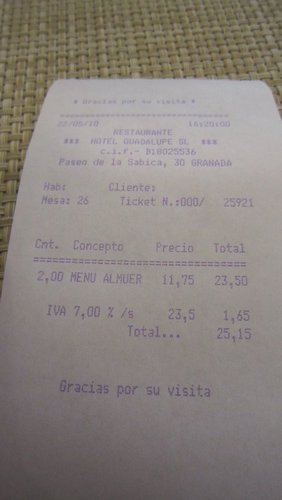 * Gracias por su visita *
================================
22/05/10 16:20:00
RESTAURANTE
*** HOTEL GUADALUPE SL ***
c.i.f.- B18025536
Paseo de la Sabica, 30 GRANADA
Hab: Cliente:
Mesa: 26 Ticket N.:000/ 25921
Cnt. Concepto Precio Total
================================
2,00 MENU ALMUER 11,75 23,50
IVA 7,00 % /s 23,5 1,65
Total... 25,15
Gracias por su visita